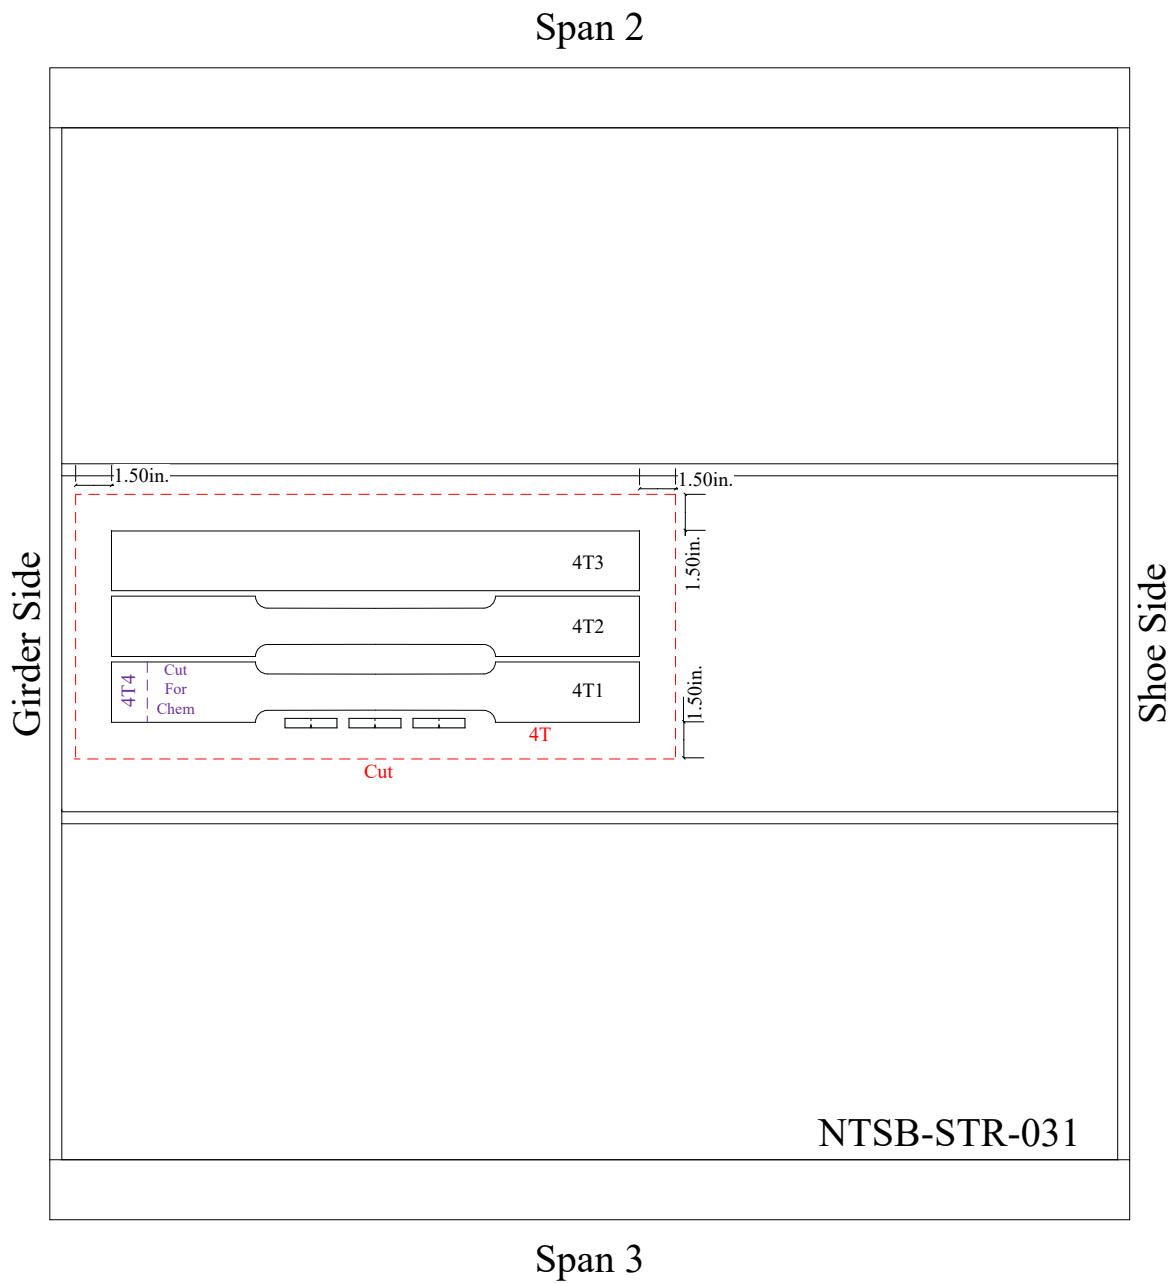 Span 2
1.50in.
1.50in.
1.50in.
4T3
4T2
4T1
4T4
Cut
For
Chem
1.50in.
4T
Cut
Girder Side
Shoe Side
NTSB-STR-031
Span 3